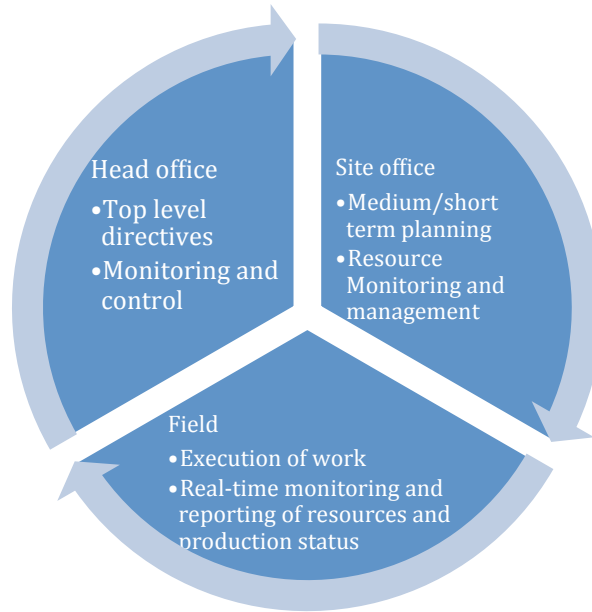 Head office
•Top level
directives
•Monitoring and
control
Site office
•Medium/short
term planning
•Resource
Monitoring and
management
Field
•Execution of work
•Real-time monitoring and
reporting of resources and
production status